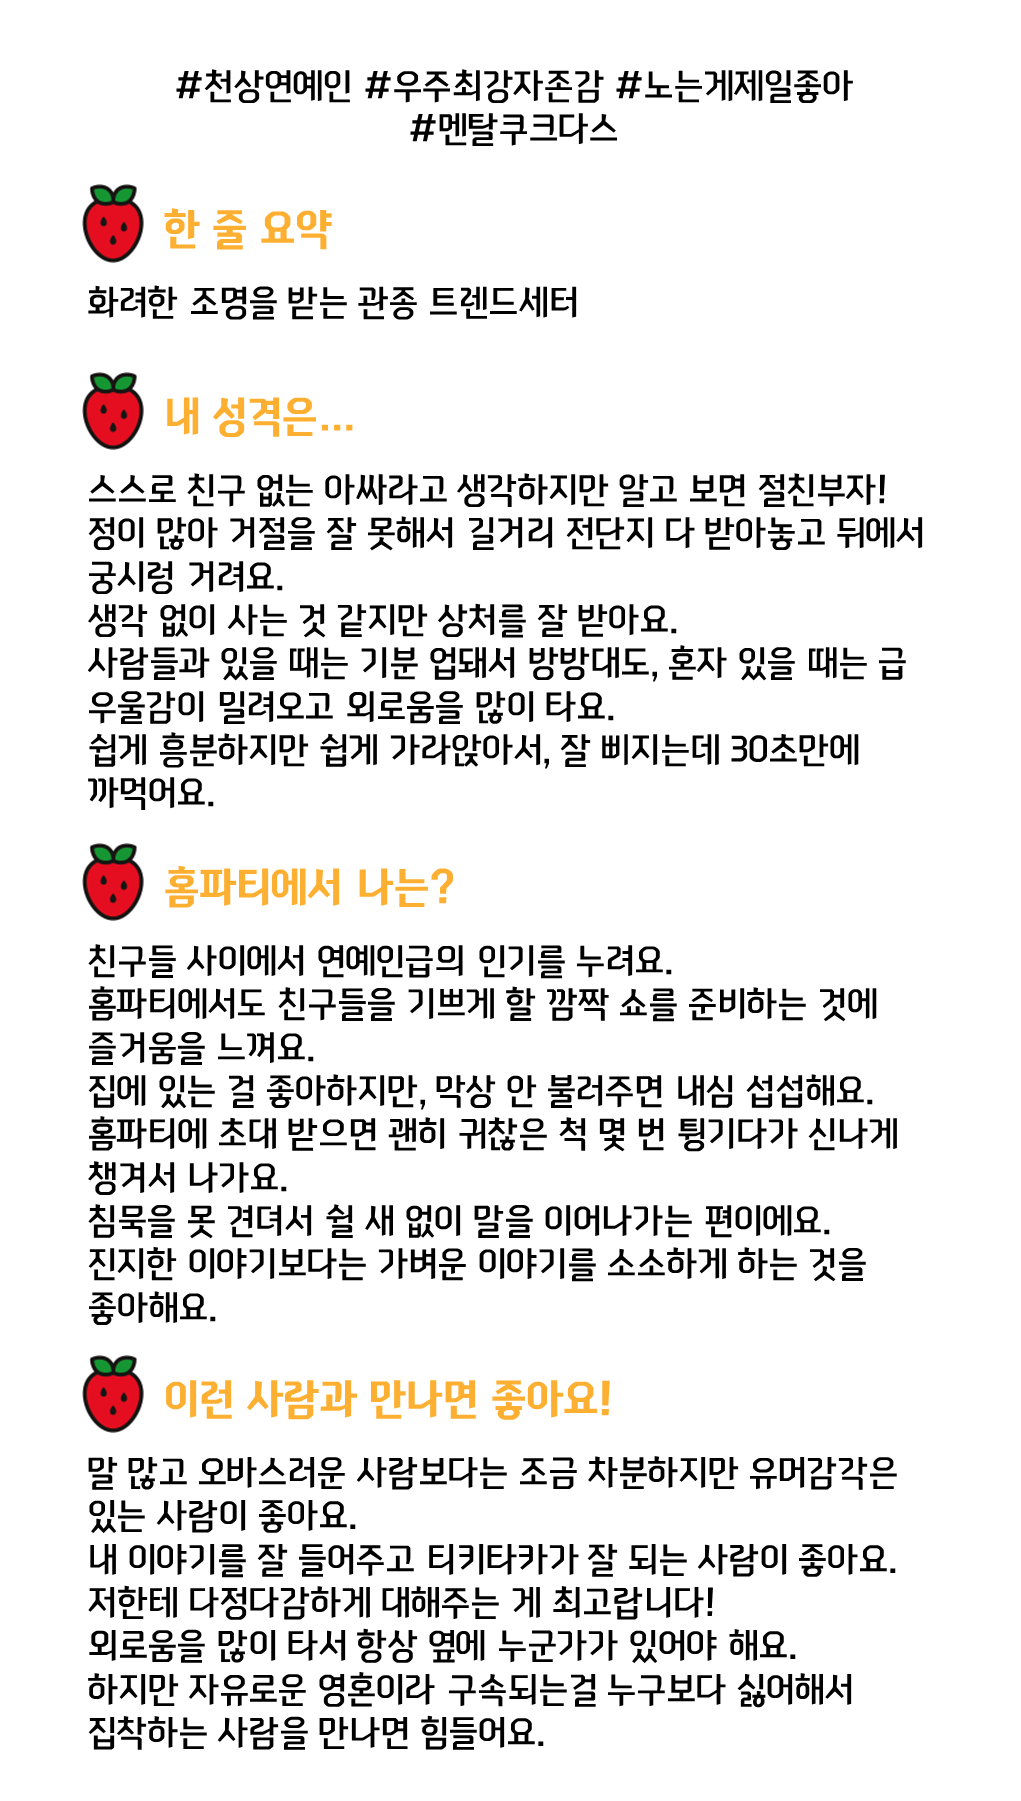 #천상연예인 #우주최강자존감 #노는게제일좋아
#멘탈쿠크다스
한 줄 요약
화려한 조명을 받는 관종 트렌드세터
내 성격은...
스스로 친구 없는 아싸라고 생각하지만 알고 보면 절친부자!
정이 많아 거절을 잘 못해서 길거리 전단지 다 받아놓고 뒤에서
궁시렁 거려요.
생각 없이 사는 것 같지만 상처를 잘 받아요.
사람들과 있을 때는 기분 업돼서 방방대도, 혼자 있을 때는 급
우울감이 밀려오고 외로움을 많이 타요.
쉽게 흥분하지만 쉽게 가라앉아서, 잘 삐지는데 30초만에
까먹어요.
홈파티에서 나는?
친구들 사이에서 연예인급의 인기를 누려요.
홈파티에서도 친구들을 기쁘게 할 깜짝 쇼를 준비하는 것에
즐거움을 느껴요.
집에 있는 걸 좋아하지만, 막상 안 불러주면 내심 섭섭해요.
홈파티에 초대 받으면 괜히 귀찮은 척 몇 번 튕기다가 신나게
챙겨서 나가요.
침묵을 못 견뎌서 쉴 새 없이 말을 이어나가는 편이에요.
진지한 이야기보다는 가벼운 이야기를 소소하게 하는 것을
좋아해요.
이런 사람과 만나면 좋아요!
말 많고 오바스러운 사람보다는 조금 차분하지만 유머감각은
있는 사람이 좋아요.
내 이야기를 잘 들어주고 티키타카가 잘 되는 사람이 좋아요.
저한테 다정다감하게 대해주는 게 최고랍니다!
외로움을 많이 타서 항상 옆에 누군가가 있어야 해요.
하지만 자유로운 영혼이라 구속되는걸 누구보다 싫어해서
집착하는 사람을 만나면 힘들어요.